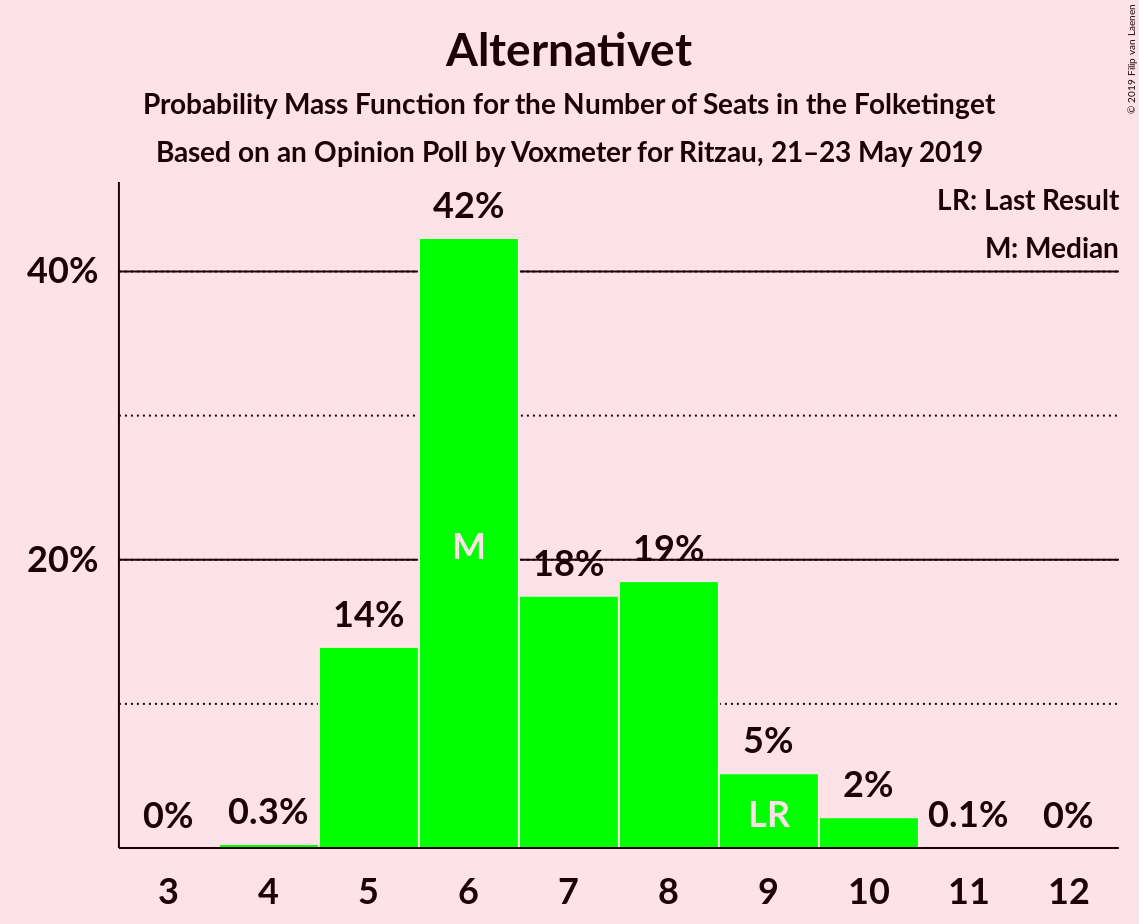 Alternativet
Probability Mass Function for the Number of Seats in the Folketinget
Based on an Opinion Poll by Voxmeter for Ritzau, 21–23 May 2019
© 2019 Filip van Laenen
LR: Last Result
M: Median
40%
20%
0%
0.3%
14%
42%
18%
19%
5%
2%
0.1%
0%
M
LR
3 4 5 6 7 8 9 10 11 12